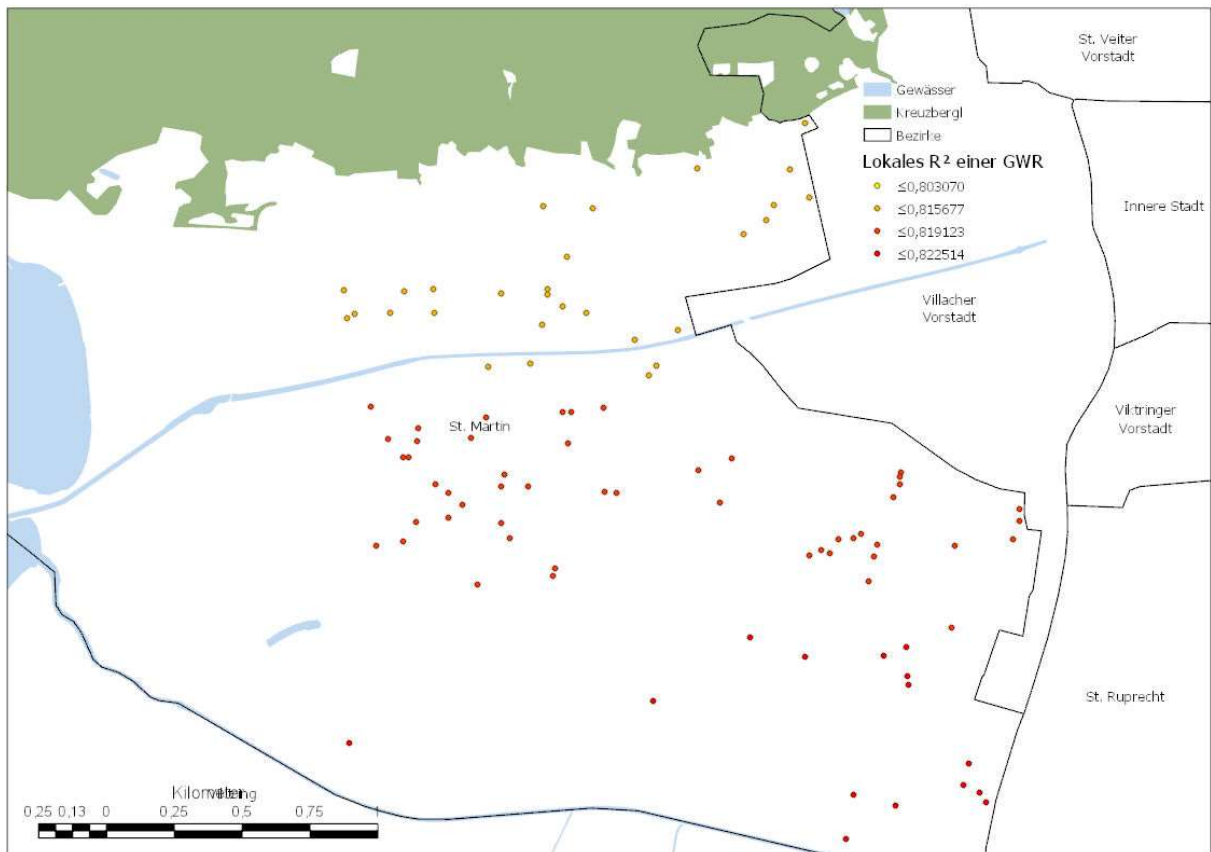 St. Veiter
Vorstadt
Gewässer
Kreuzbergl
Bezirke
Lokales R² einer GWR
≤0,803070
≤0,815677
≤0,819123
≤0,822514
Innere Stadt
Villacher
Vorstadt
Viktringer
Vorstadt
St. Martin
St. Ruprecht
Kilometer
0,25 0,13 0 0,25 0,5 0,75 1